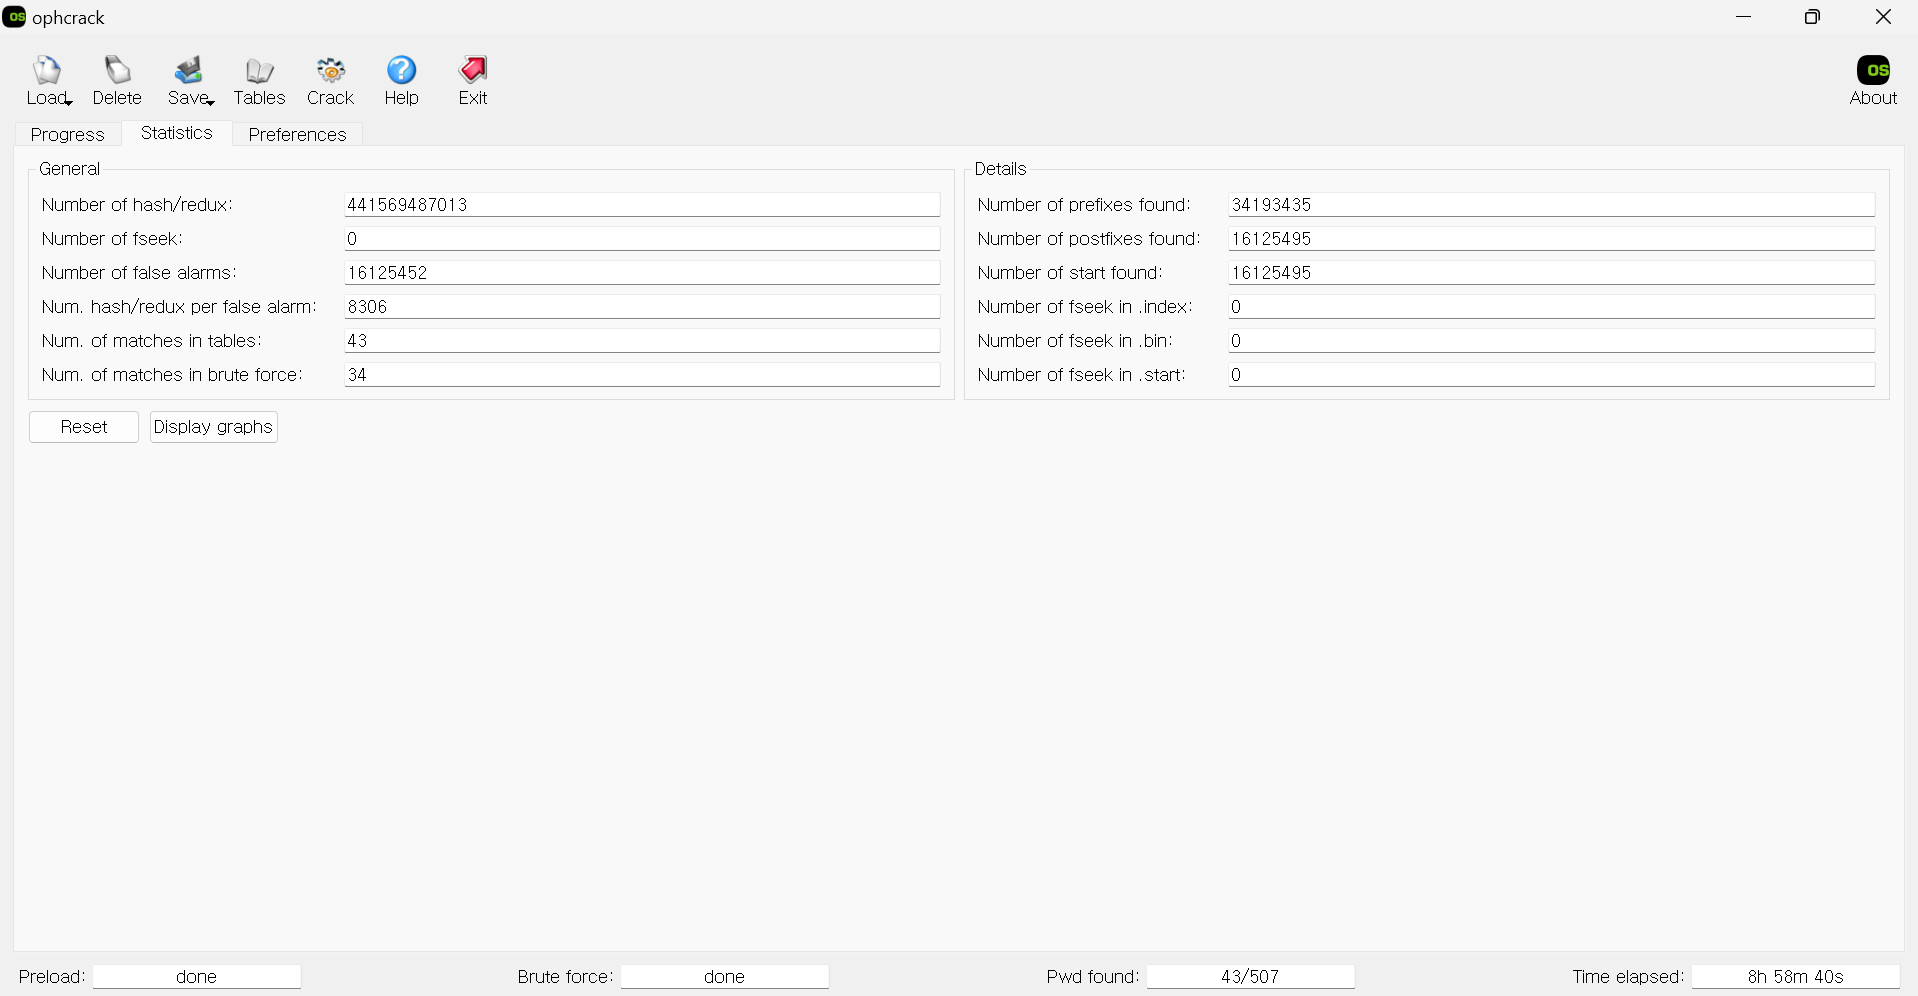 OS ophcrack
Load Delete Save Tables Crack Help Exit OS About
Progress Statistics Preferences
General
Number of hash/redux: 441569487013
Number of fseek: 0
Number of false alarms: 16125452
Num. hash/redux per false alarm: 8306
Num. of matches in tables: 43
Num. of matches in brute force: 34
Details
Number of prefixes found: 34193435
Number of postfixes found: 16125495
Number of start found: 16125495
Number of fseek in .index: 0
Number of fseek in .bin: 0
Number of fseek in .start: 0
Reset Display graphs
Preload: done Brute force: done Pwd found: 43/507 Time elapsed: 8h 58m 40s